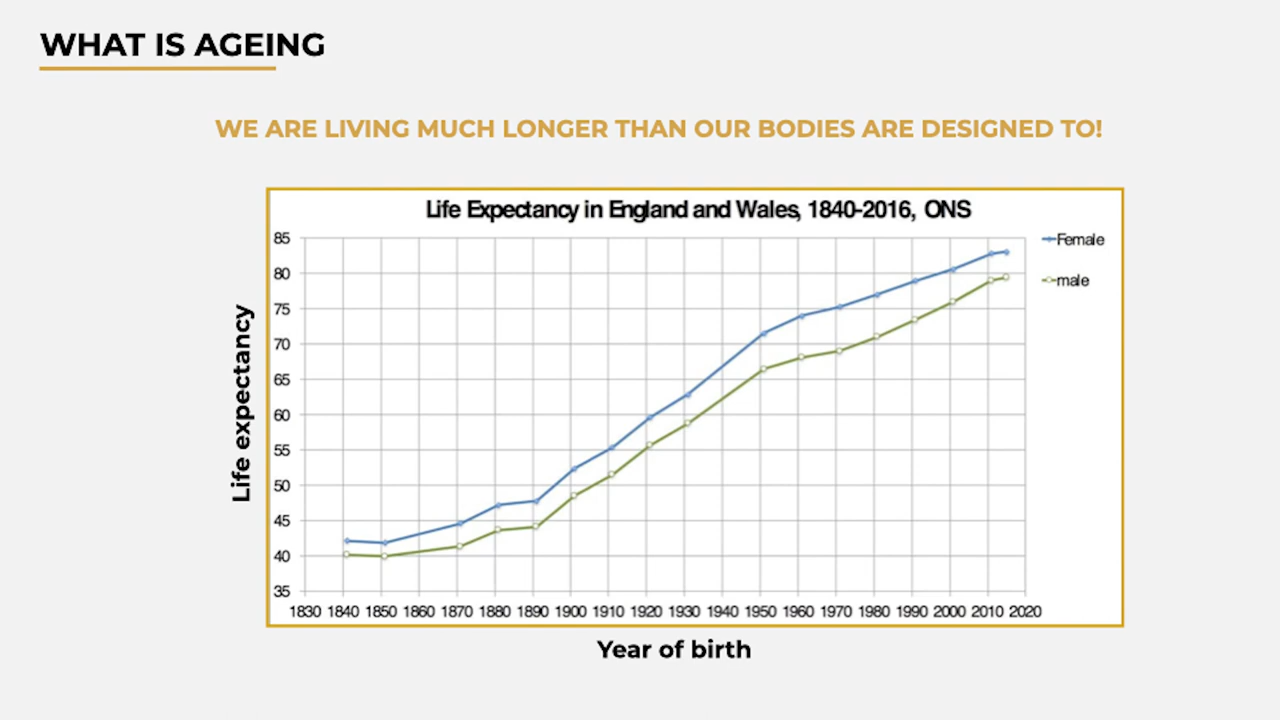 WHAT IS AGEING
WE ARE LIVING MUCH LONGER THAN OUR BODIES ARE DESIGNED TO!
Life Expectancy in England and Wales, 1840-2016, ONS
85
80
75
70
65
60
55
50
45
40
35
Life expectancy
Female
male
1830 1840 1850 1860 1870 1880 1890 1900 1910 1920 1930 1940 1950 1960 1970 1980 1990 2000 2010 2020
Year of birth